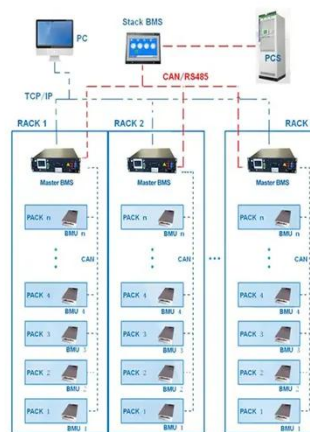 PC
Stack BMS
PCS
CAN/RS485
TCP/IP
RACK 1
RACK 2
RACK
Master BMS
Master BMS
Master BMS
PACK n
BMU n
PACK n
BMU n
PACK n
BMU n
CAN
CAN
CAN
PACK 4
BMU 4
PACK 4
BMU 4
PACK 4
BMU 4
PACK 3
BMU 3
PACK 3
BMU 3
PACK 3
BMU 3
PACK 2
BMU 2
PACK 2
BMU 2
PACK 2
BMU 2
PACK 1
BMU 1
PACK 1
BMU 1
PACK 1
BMU 1